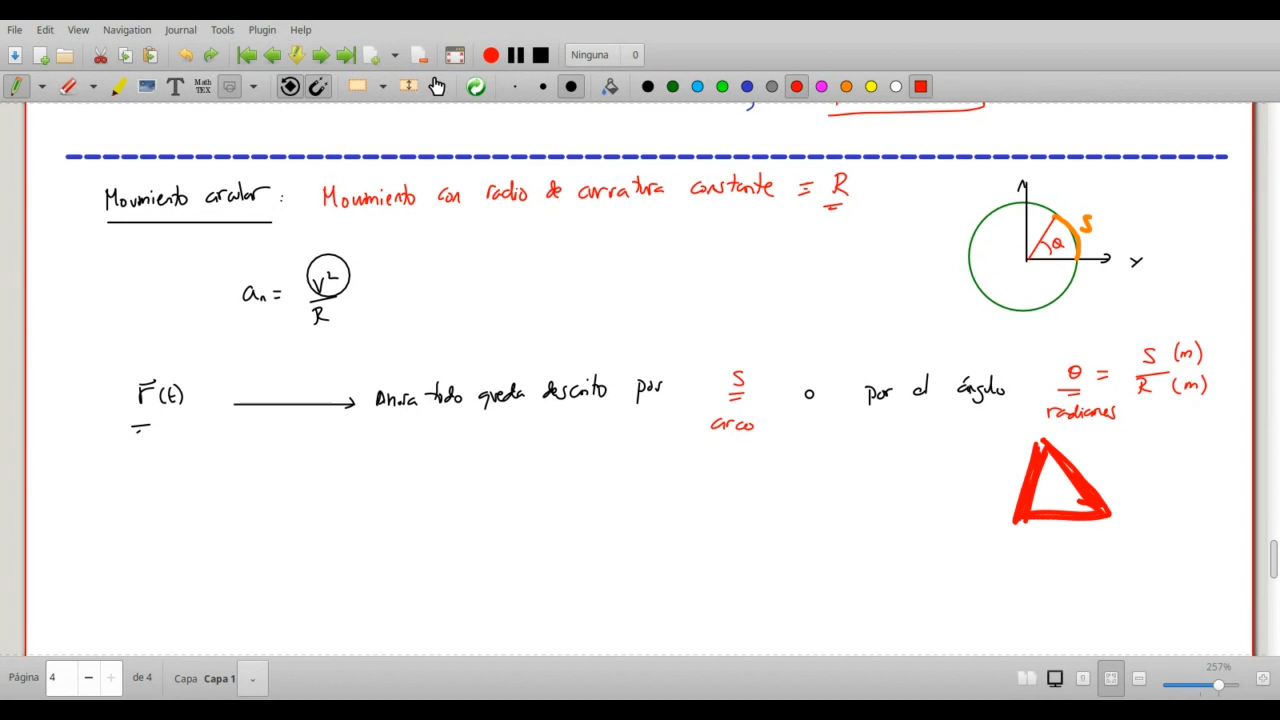 File Edit View Navigation Journal Tools Plugin Help
Ninguna 0
T Math TEX
Movimiento circular : Movimiento con radio de curvatura constante ≡ R
S
θ
x
aₙ = v²/R
r⃗(t) → Ahora todo queda descrito por S o por el ángulo θ = S (m) / R (m)
arco radianes
Página 4 de 4 Capa Capa 1 257%